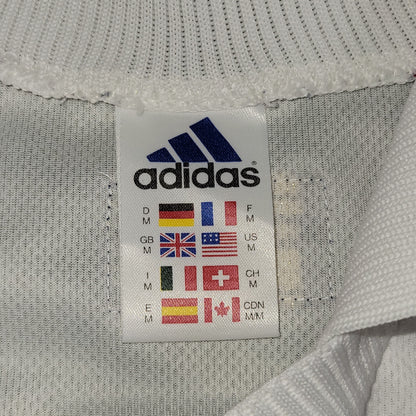 adidas®
D M F M
GB M US M
I M CH M
E M CDN M/M